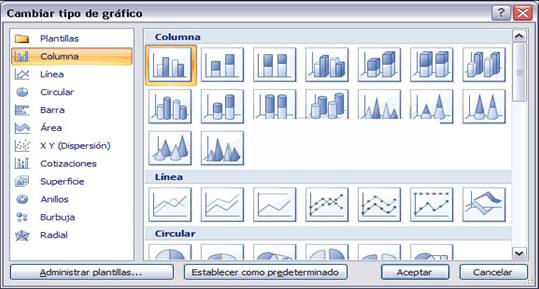 Cambiar tipo de gráfico
Plantillas
Columna
Línea
Circular
Barra
Área
X Y (Dispersión)
Cotizaciones
Superficie
Anillos
Burbuja
Radial
Columna
Línea
Circular
Administrar plantillas...
Establecer como predeterminado
Aceptar
Cancelar